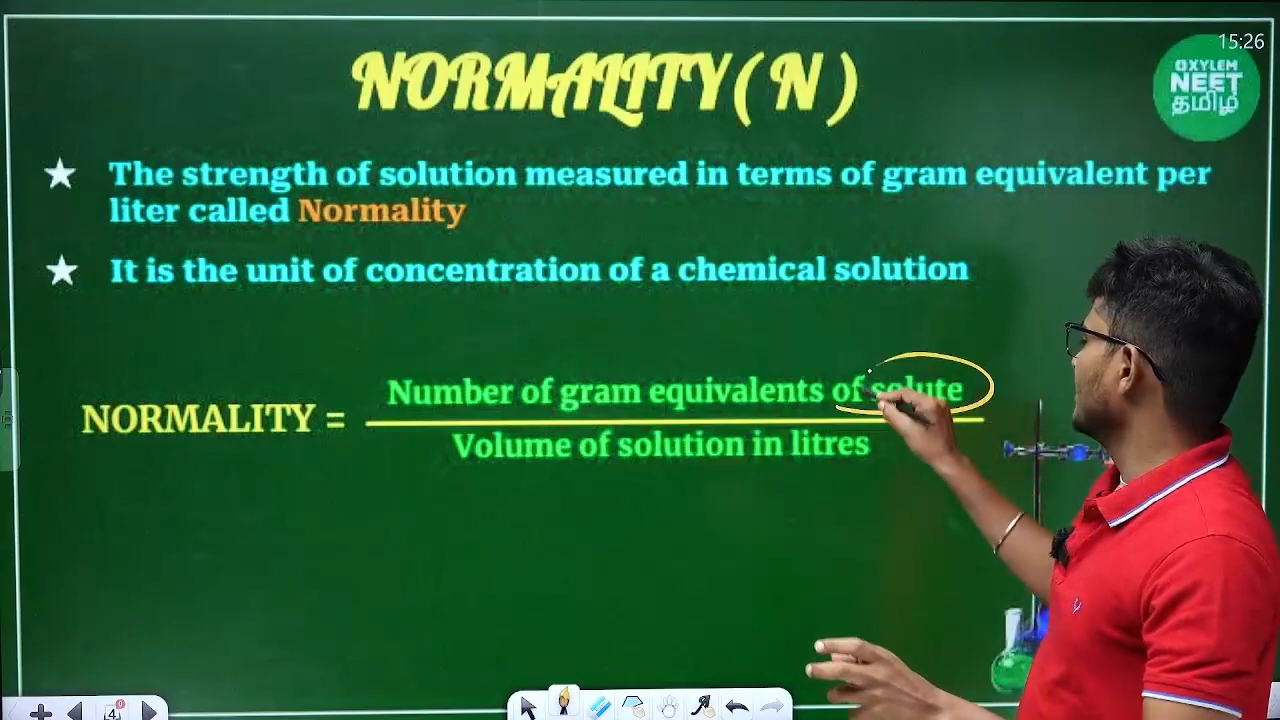 15:26
OXYLEM
NEET
தமிழ்
NORMALITY ( N )
The strength of solution measured in terms of gram equivalent per
liter called Normality
It is the unit of concentration of a chemical solution
Number of gram equivalents of solute
NORMALITY =
Volume of solution in litres
4